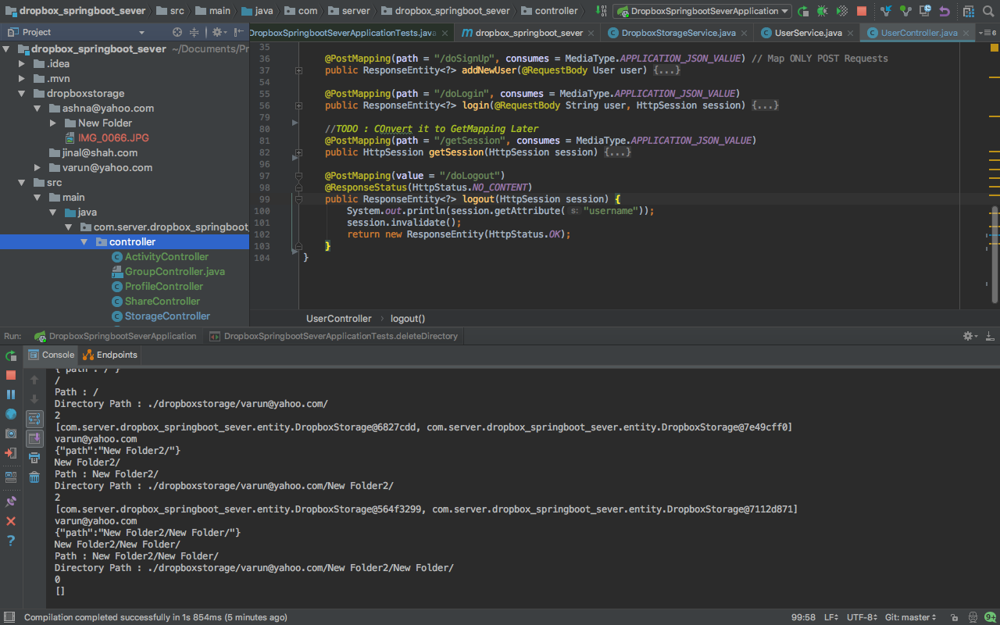 dropbox_springboot_sever src main java com server dropbox_springboot_sever controller DropboxSpringbootSeverApplication
Project DropboxSpringbootSeverApplicationTests.java dropbox_springboot_sever DropboxStorageService.java UserService.java UserController.java
dropbox_springboot_sever ~/Documents/Pr
.idea
.mvn
dropboxstorage
ashna@yahoo.com
New Folder
IMG_0066.JPG
jinal@shah.com
varun@yahoo.com
src
main
java
com.server.dropbox_springboot_
controller
ActivityController
GroupController.java
ProfileController
ShareController
StorageController
35
36 @PostMapping(path = "/doSignUp", consumes = MediaType.APPLICATION_JSON_VALUE) // Map ONLY POST Requests
37 public ResponseEntity<?> addNewUser(@RequestBody User user) {...}
54
55 @PostMapping(path = "/doLogin", consumes = MediaType.APPLICATION_JSON_VALUE)
56 public ResponseEntity<?> login(@RequestBody String user, HttpSession session) {...}
79
80 //TODO : COnvert it to GetMapping Later
81 @PostMapping(path = "/getSession", consumes = MediaType.APPLICATION_JSON_VALUE)
82 public HttpSession getSession(HttpSession session) {...}
96
97 @PostMapping(value = "/doLogout")
98 @ResponseStatus(HttpStatus.NO_CONTENT)
99 public ResponseEntity<?> logout(HttpSession session) {
100 System.out.println(session.getAttribute( s: "username"));
101 session.invalidate();
102 return new ResponseEntity(HttpStatus.OK);
103 }
104 }
UserController logout()
Run: DropboxSpringbootSeverApplication DropboxSpringbootSeverApplicationTests.deleteDirectory
Console Endpoints
{"path":"/"}
/
Path : /
Directory Path : ./dropboxstorage/varun@yahoo.com/
2
[com.server.dropbox_springboot_sever.entity.DropboxStorage@6827cdd, com.server.dropbox_springboot_sever.entity.DropboxStorage@7e49cff0]
varun@yahoo.com
{"path":"New Folder2/"}
New Folder2/
Path : New Folder2/
Directory Path : ./dropboxstorage/varun@yahoo.com/New Folder2/
2
[com.server.dropbox_springboot_sever.entity.DropboxStorage@564f3299, com.server.dropbox_springboot_sever.entity.DropboxStorage@7112d871]
varun@yahoo.com
{"path":"New Folder2/New Folder/"}
New Folder2/New Folder/
Path : New Folder2/New Folder/
Directory Path : ./dropboxstorage/varun@yahoo.com/New Folder2/New Folder/
0
[]
Compilation completed successfully in 1s 854ms (5 minutes ago) 99:58 LF UTF-8 Git: master 9+